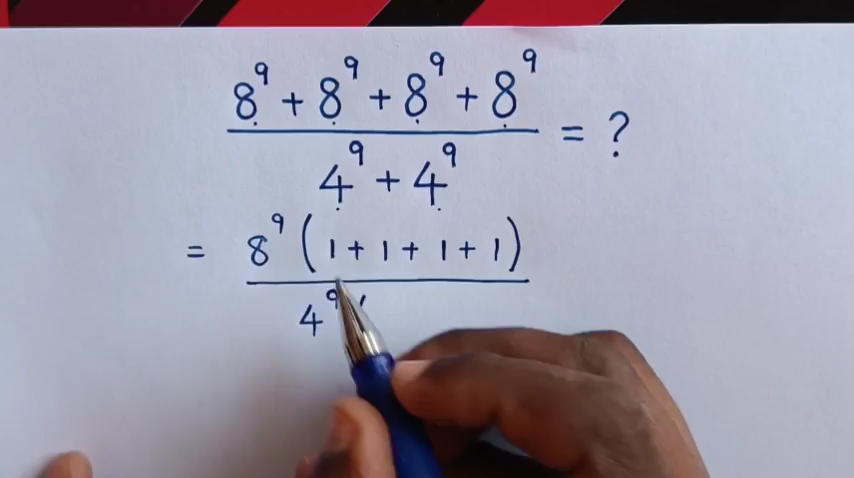 8⁹ + 8⁹ + 8⁹ + 8⁹
= ?
4⁹ + 4⁹
= 8⁹ ( 1 + 1 + 1 + 1 )
4⁹